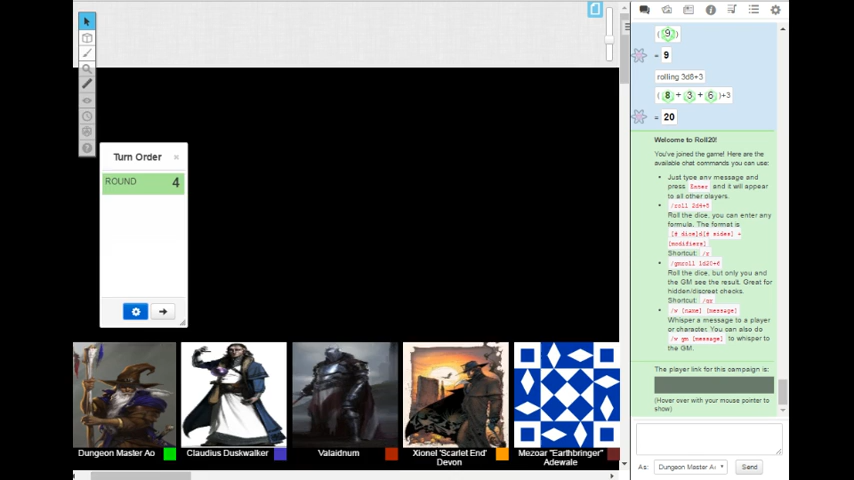 Turn Order ×
ROUND 4
Dungeon Master Ao
Claudius Duskwalker
Valaidnum
Xionel 'Scarlet End'
Devon
Mezoar "Earthbringer"
Adewale
( 9 )
= 9
rolling 3d8+3
( 8 + 3 + 6 )+3
= 20
Welcome to Roll20!
You've joined the game! Here are the
available chat commands you can use:
Just type any message and
press Enter and it will appear
to all other players.
Roll the dice, you can enter any
formula. The format is
[# dice]d[# sides] +
[modifiers]
Shortcut: /r
/gmroll 1d20+6
Roll the dice, but only you and
the GM see the result. Great for
hidden/discreet checks.
Shortcut: /gr
/w [name] [message]
Whisper a message to a player
or character. You can also do
/w gm [message] to whisper to
the GM.
The player link for this campaign is:
(Hover over with your mouse pointer to
show)
As: Dungeon Master
Send